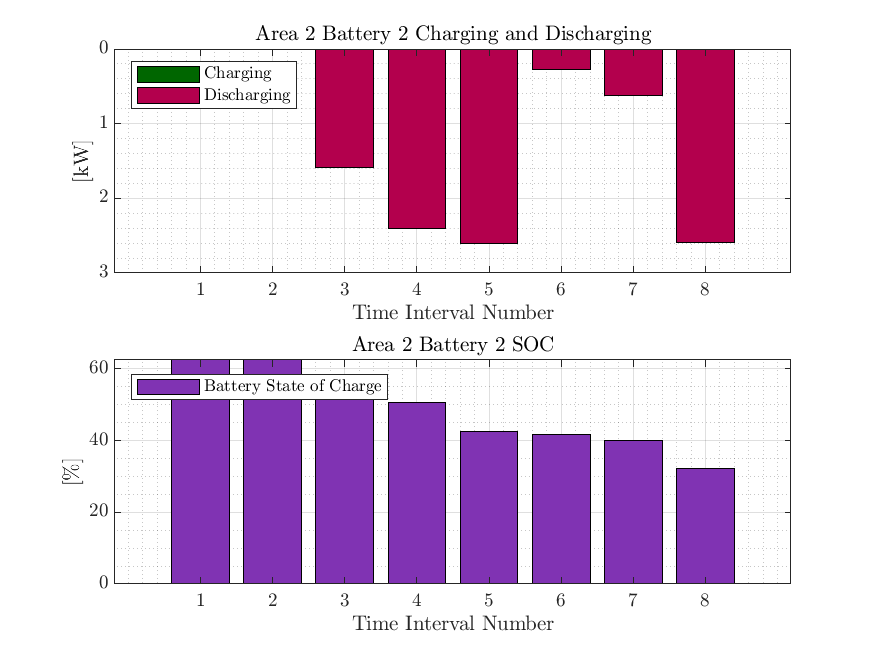 Area 2 Battery 2 Charging and Discharging
0
1
2
3
[kW]
Charging
Discharging
1 2 3 4 5 6 7 8
Time Interval Number
Area 2 Battery 2 SOC
60
40
20
0
[%]
Battery State of Charge
1 2 3 4 5 6 7 8
Time Interval Number